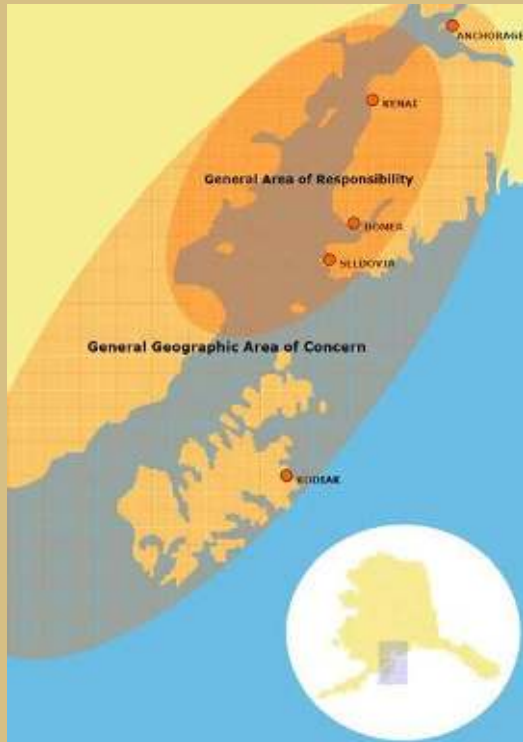 ANCHORAGE
KENAI
General Area of Responsibility
HOMER
SELDOVIA
General Geographic Area of Concern
KODIAK